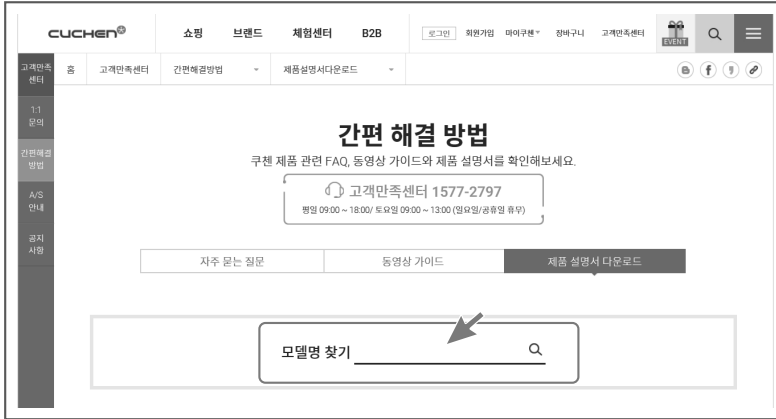 CUCHEN
쇼핑 브랜드 체험센터 B2B
로그인 회원가입 마이쿠첸 장바구니 고객만족센터
EVENT
고객만족
센터
홈 고객만족센터 간편해결방법 제품설명서다운로드
1:1
문의
간편해결
방법
A/S
안내
공지
사항
간편 해결 방법
쿠첸 제품 관련 FAQ, 동영상 가이드와 제품 설명서를 확인해보세요.
고객만족센터 1577-2797
평일 09:00 ~ 18:00/ 토요일 09:00 ~ 13:00 (일요일/공휴일 휴무)
자주 묻는 질문 동영상 가이드 제품 설명서 다운로드
모델명 찾기